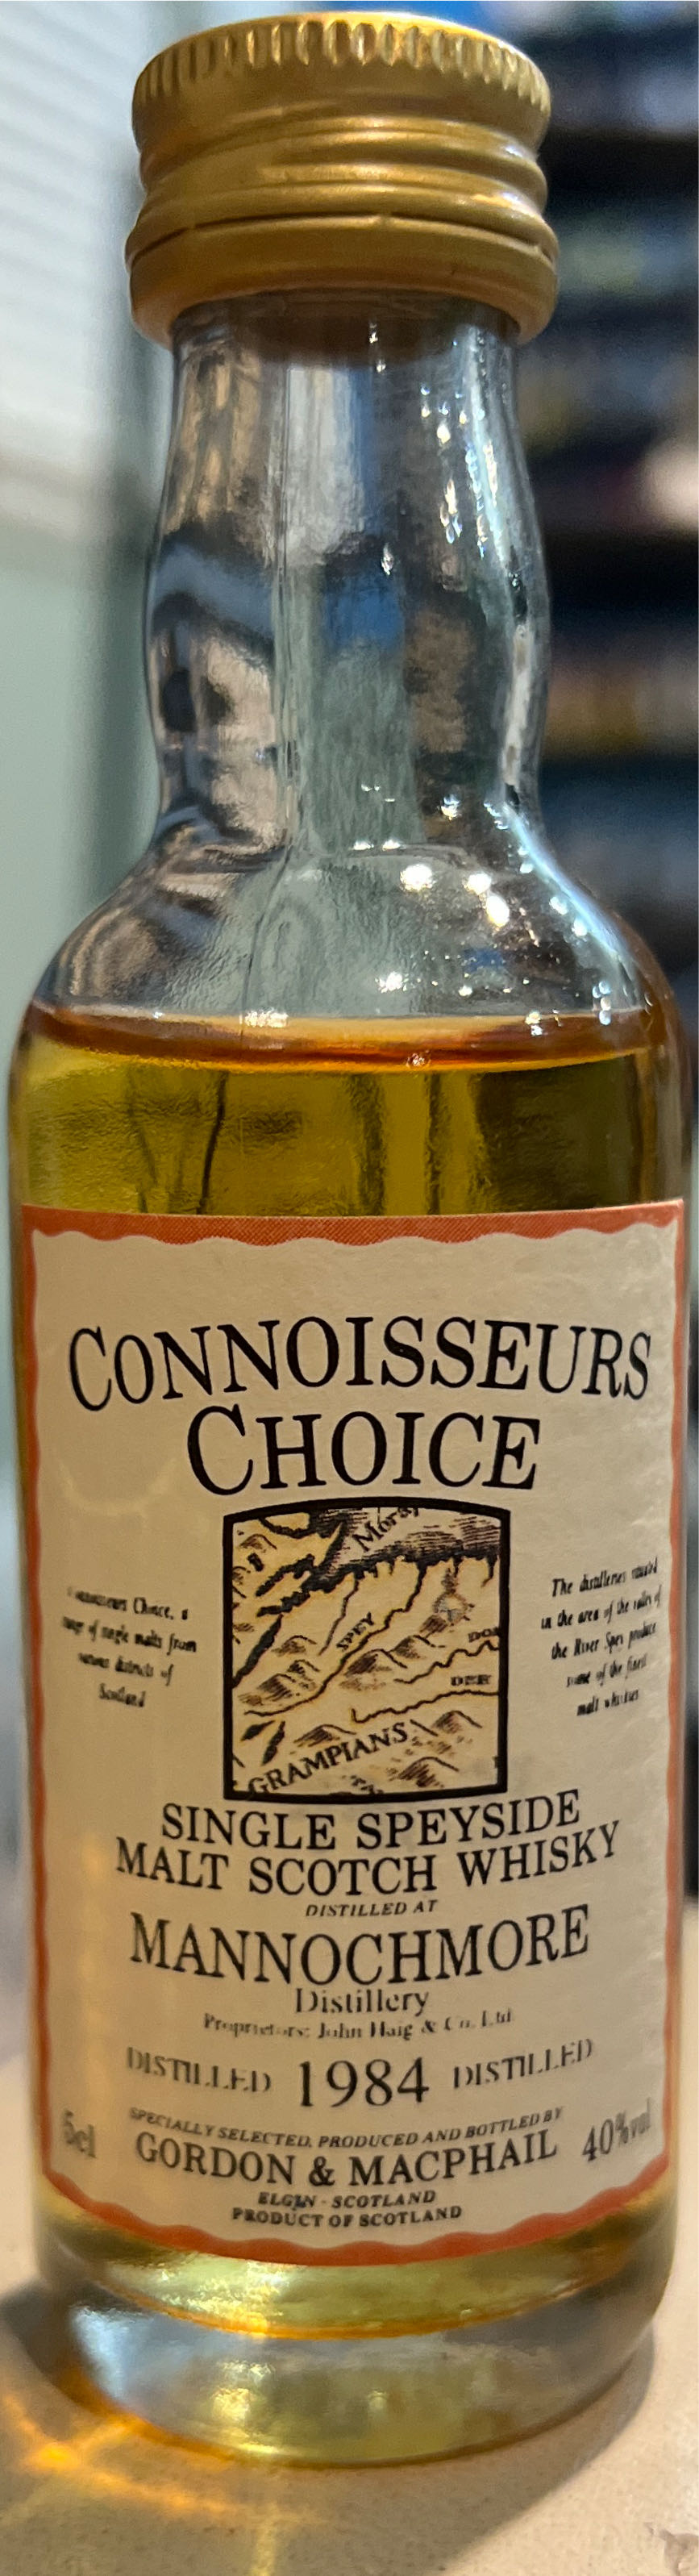 CONNOISSEURS
CHOICE
Connoisseurs Choice, a
range of single malts from
various districts of
Scotland
Moray
SPEY
DON
DEE
GRAMPIANS
The distilleries situated
in the area of the valley of
the River Spey produce
some of the finest
malt whiskies
SINGLE SPEYSIDE
MALT SCOTCH WHISKY
DISTILLED AT
MANNOCHMORE
Distillery
Proprietors: John Haig & Co. Ltd.
DISTILLED 1984 DISTILLED
5cl
SPECIALLY SELECTED, PRODUCED AND BOTTLED BY
GORDON & MACPHAIL
40%vol
ELGIN · SCOTLAND
PRODUCT OF SCOTLAND